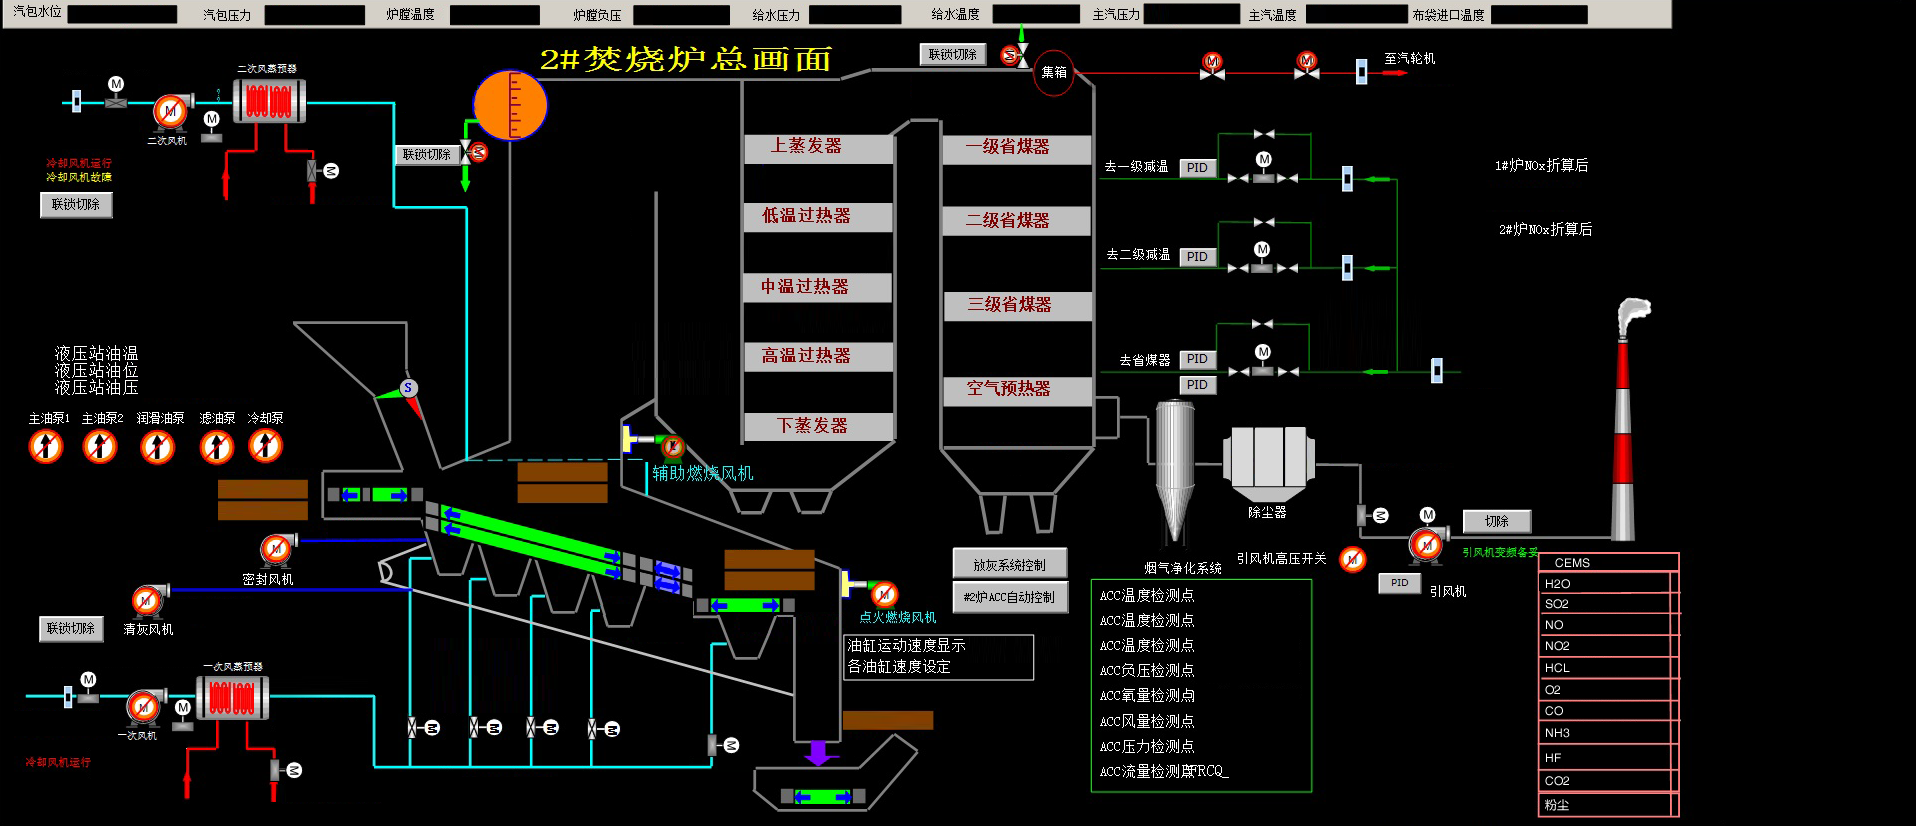 汽包水位 汽包压力 炉膛温度 炉膛负压 给水压力 给水温度 主汽压力 主汽温度 布袋进口温度
2#焚烧炉总画面
联锁切除
集箱
至汽轮机
二次风蒸预器
M
二次风机
冷却风机运行
冷却风机故障
联锁切除
联锁切除
上蒸发器
低温过热器
中温过热器
高温过热器
下蒸发器
一级省煤器
二级省煤器
三级省煤器
空气预热器
去一级减温 PID
去二级减温 PID
去省煤器 PID
PID
1#炉NOx折算后
2#炉NOx折算后
液压站油温
液压站油位
液压站油压
主油泵1 主油泵2 润滑油泵 滤油泵 冷却泵
S
辅助燃烧风机
密封风机
清灰风机
联锁切除
一次风蒸预器
一次风机
冷却风机运行
点火燃烧风机
油缸运动速度显示
各油缸速度设定
放灰系统控制
#2炉ACC自动控制
烟气净化系统
除尘器
引风机高压开关
切除
引风机变频备妥
PID
引风机
ACC温度检测点
ACC温度检测点
ACC温度检测点
ACC负压检测点
ACC氧量检测点
ACC风量检测点
ACC压力检测点
ACC流量检测
FRCQ_
CEMS
H2O
SO2
NO
NO2
HCL
O2
CO
NH3
HF
CO2
粉尘